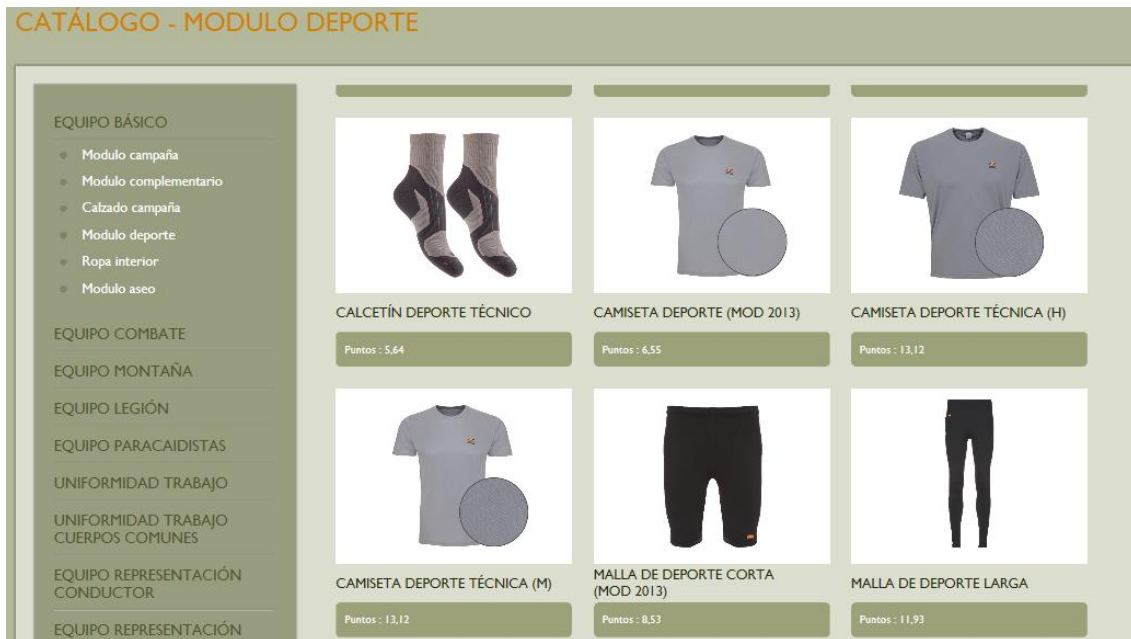 CATÁLOGO - MODULO DEPORTE
EQUIPO BÁSICO
Modulo campaña
Modulo complementario
Calzado campaña
Modulo deporte
Ropa interior
Modulo aseo
EQUIPO COMBATE
EQUIPO MONTAÑA
EQUIPO LEGIÓN
EQUIPO PARACAIDISTAS
UNIFORMIDAD TRABAJO
UNIFORMIDAD TRABAJO
CUERPOS COMUNES
EQUIPO REPRESENTACIÓN
CONDUCTOR
EQUIPO REPRESENTACIÓN
CALCETÍN DEPORTE TÉCNICO
Puntos : 5,64
CAMISETA DEPORTE (MOD 2013)
Puntos : 6,55
CAMISETA DEPORTE TÉCNICA (H)
Puntos : 13,12
CAMISETA DEPORTE TÉCNICA (M)
Puntos : 13,12
MALLA DE DEPORTE CORTA
(MOD 2013)
Puntos : 8,53
MALLA DE DEPORTE LARGA
Puntos : 11,93